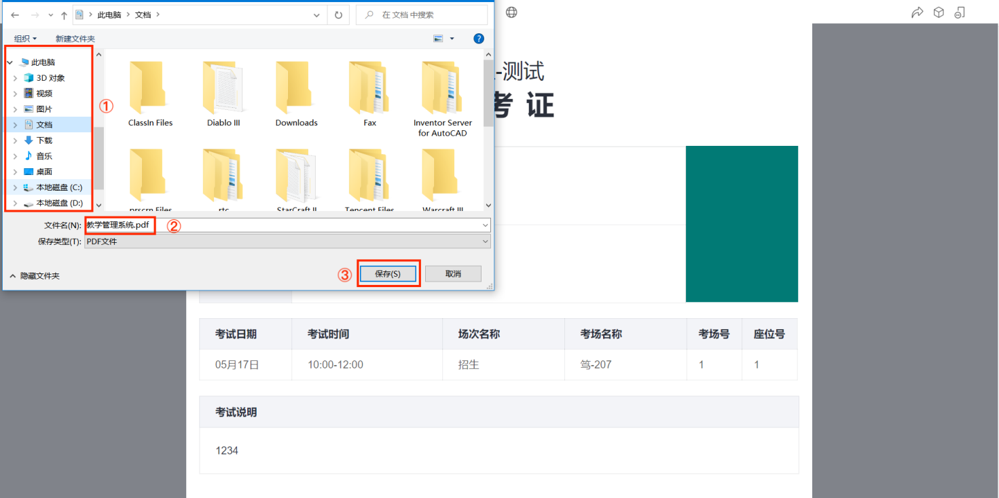 此电脑 > 文档 >
在 文档 中搜索
组织
新建文件夹
?
此电脑
3D 对象
视频
图片
文档
下载
音乐
桌面
本地磁盘 (C:)
本地磁盘 (D:)
①
ClassIn Files
Diablo III
Downloads
Fax
Inventor Server
for AutoCAD
prscrn Files
rtc
StarCraft II
Tencent Files
Warcraft III
文件名(N): 教学管理系统.pdf
②
保存类型(T): PDF文件
隐藏文件夹
③
保存(S)
取消
-测试
考 证
考试日期 考试时间 场次名称 考场名称 考场号 座位号
05月17日 10:00-12:00 招生 笃-207 1 1
考试说明
1234